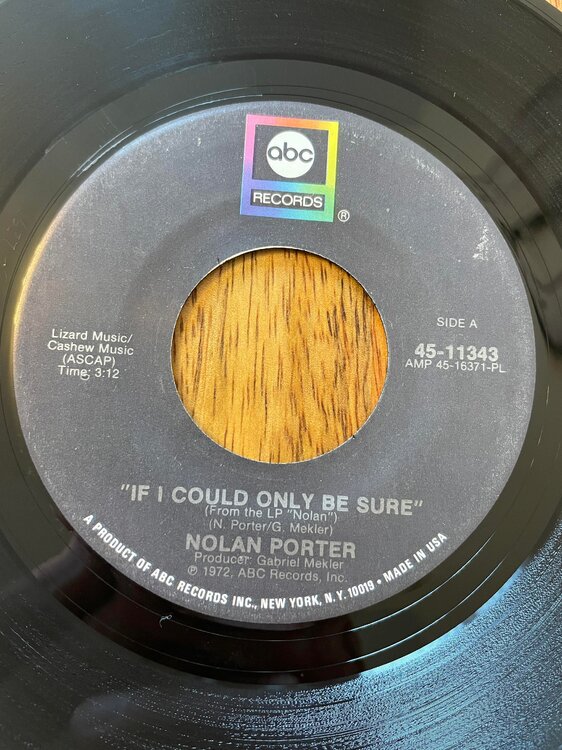 abc
RECORDS
®
Lizard Music/
Cashew Music
(ASCAP)
Time: 3:12
SIDE A
45-11343
AMP 45-16371-PL
"IF I COULD ONLY BE SURE"
(From the LP "Nolan")
(N. Porter/G. Mekler)
NOLAN PORTER
Producer: Gabriel Mekler
℗ 1972, ABC Records, Inc.
A PRODUCT OF ABC RECORDS INC., NEW YORK, N.Y. 10019 • MADE IN USA